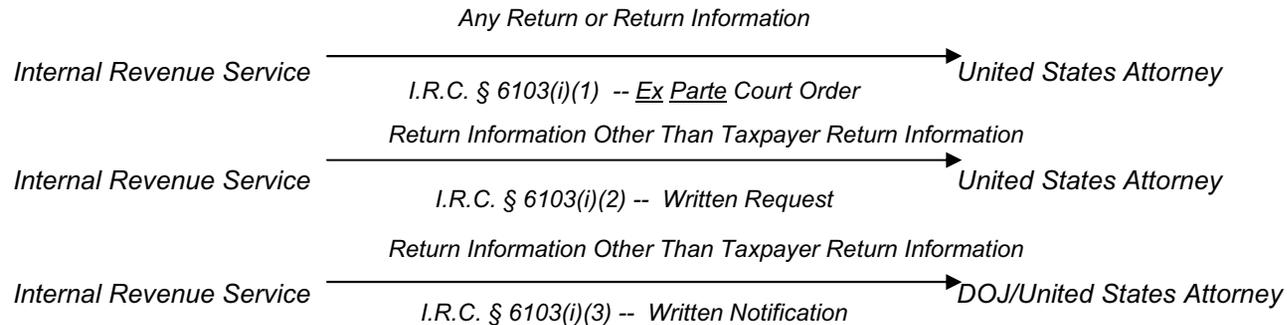 Any Return or Return Information
Internal Revenue Service United States Attorney
I.R.C. § 6103(i)(1) -- Ex Parte Court Order
Return Information Other Than Taxpayer Return Information
Internal Revenue Service United States Attorney
I.R.C. § 6103(i)(2) -- Written Request
Return Information Other Than Taxpayer Return Information
Internal Revenue Service DOJ/United States Attorney
I.R.C. § 6103(i)(3) -- Written Notification